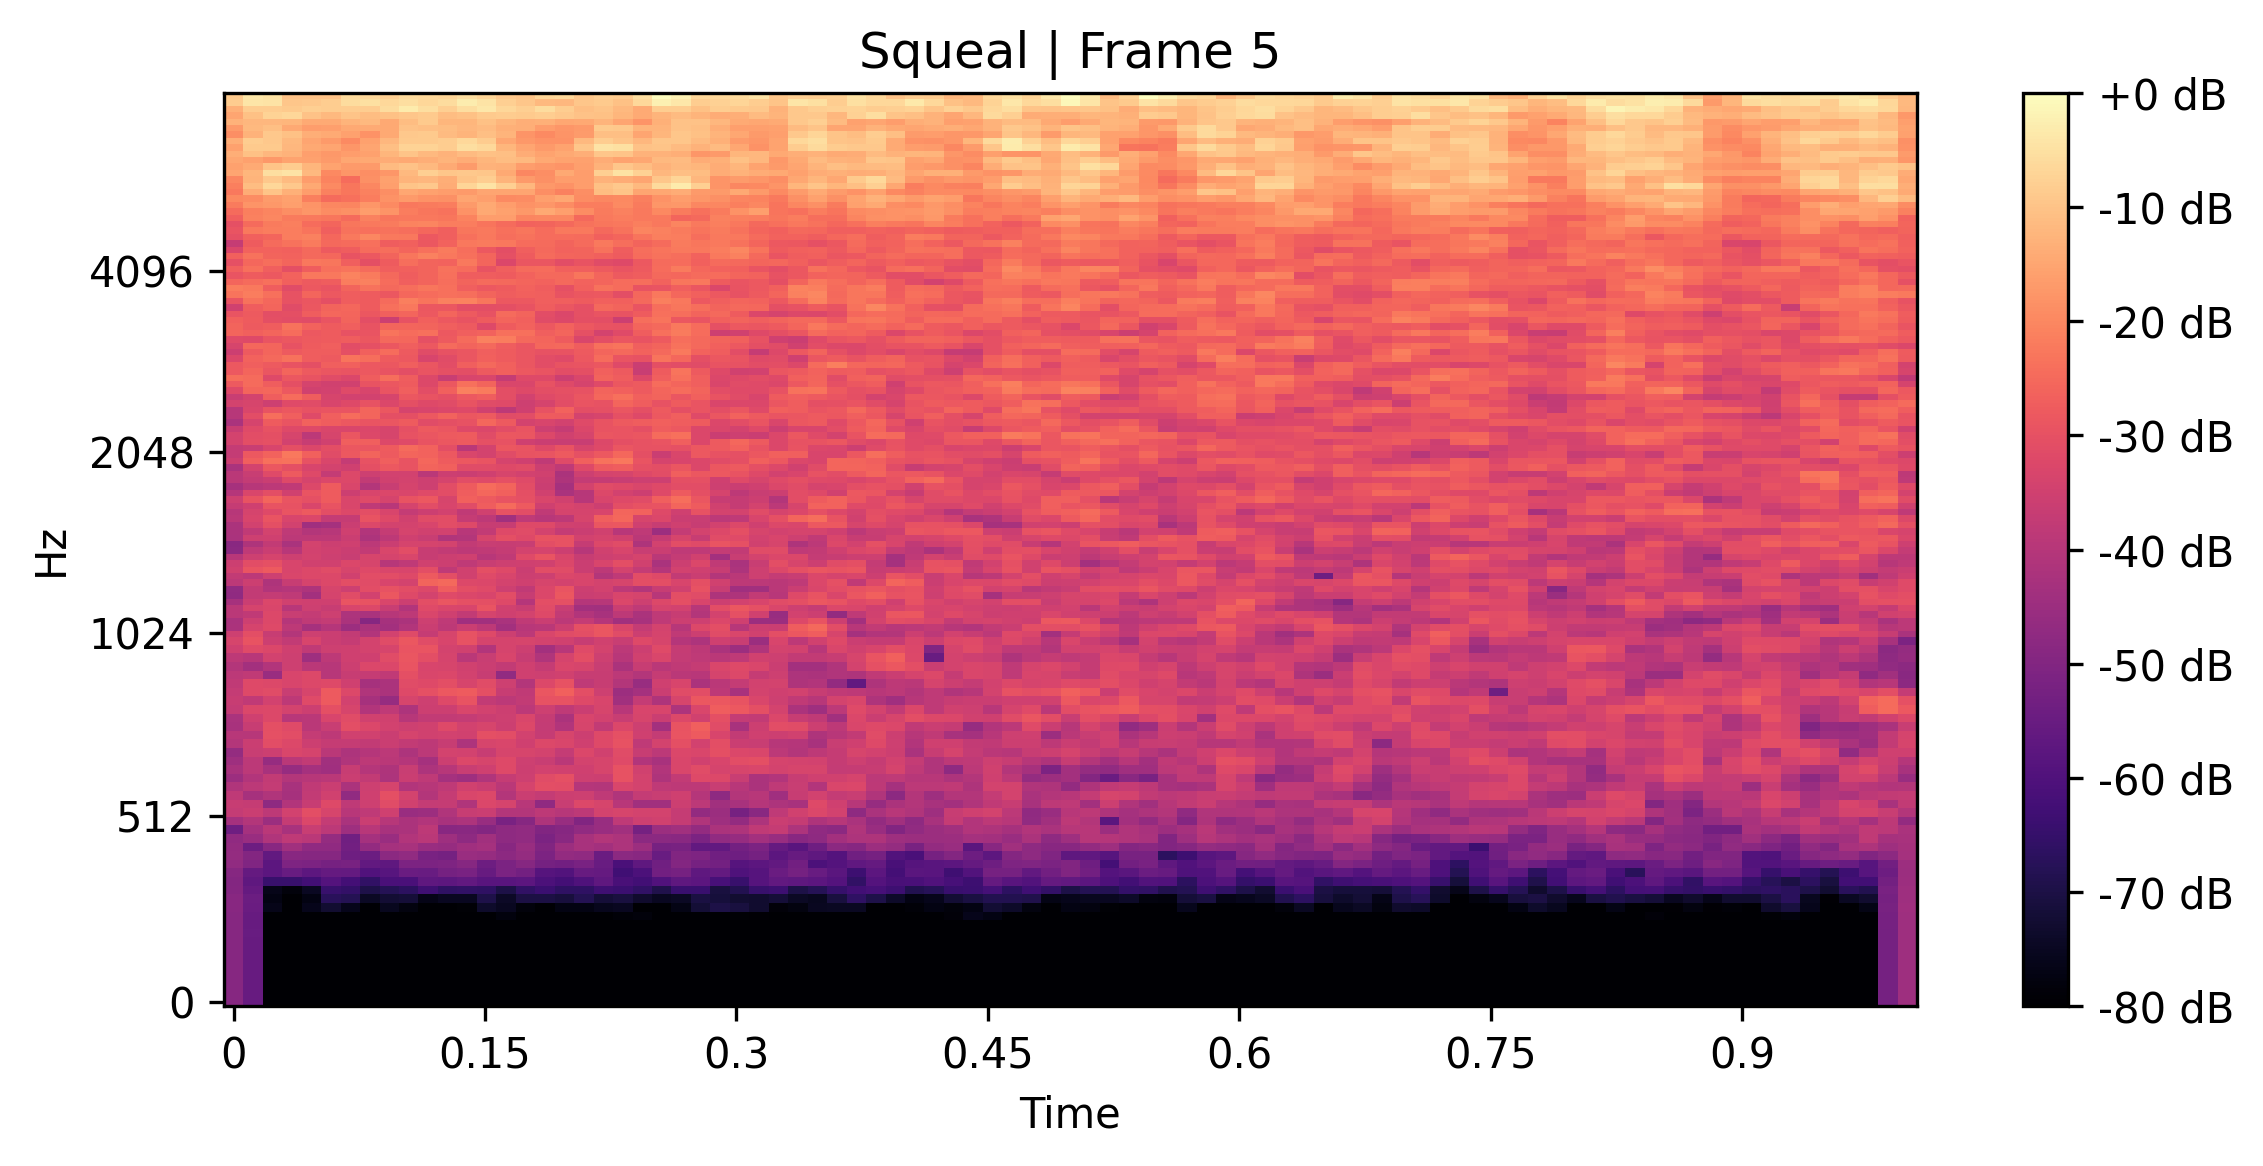 Squeal | Frame 5
Hz
4096
2048
1024
512
0
0 0.15 0.3 0.45 0.6 0.75 0.9
Time
+0 dB
-10 dB
-20 dB
-30 dB
-40 dB
-50 dB
-60 dB
-70 dB
-80 dB